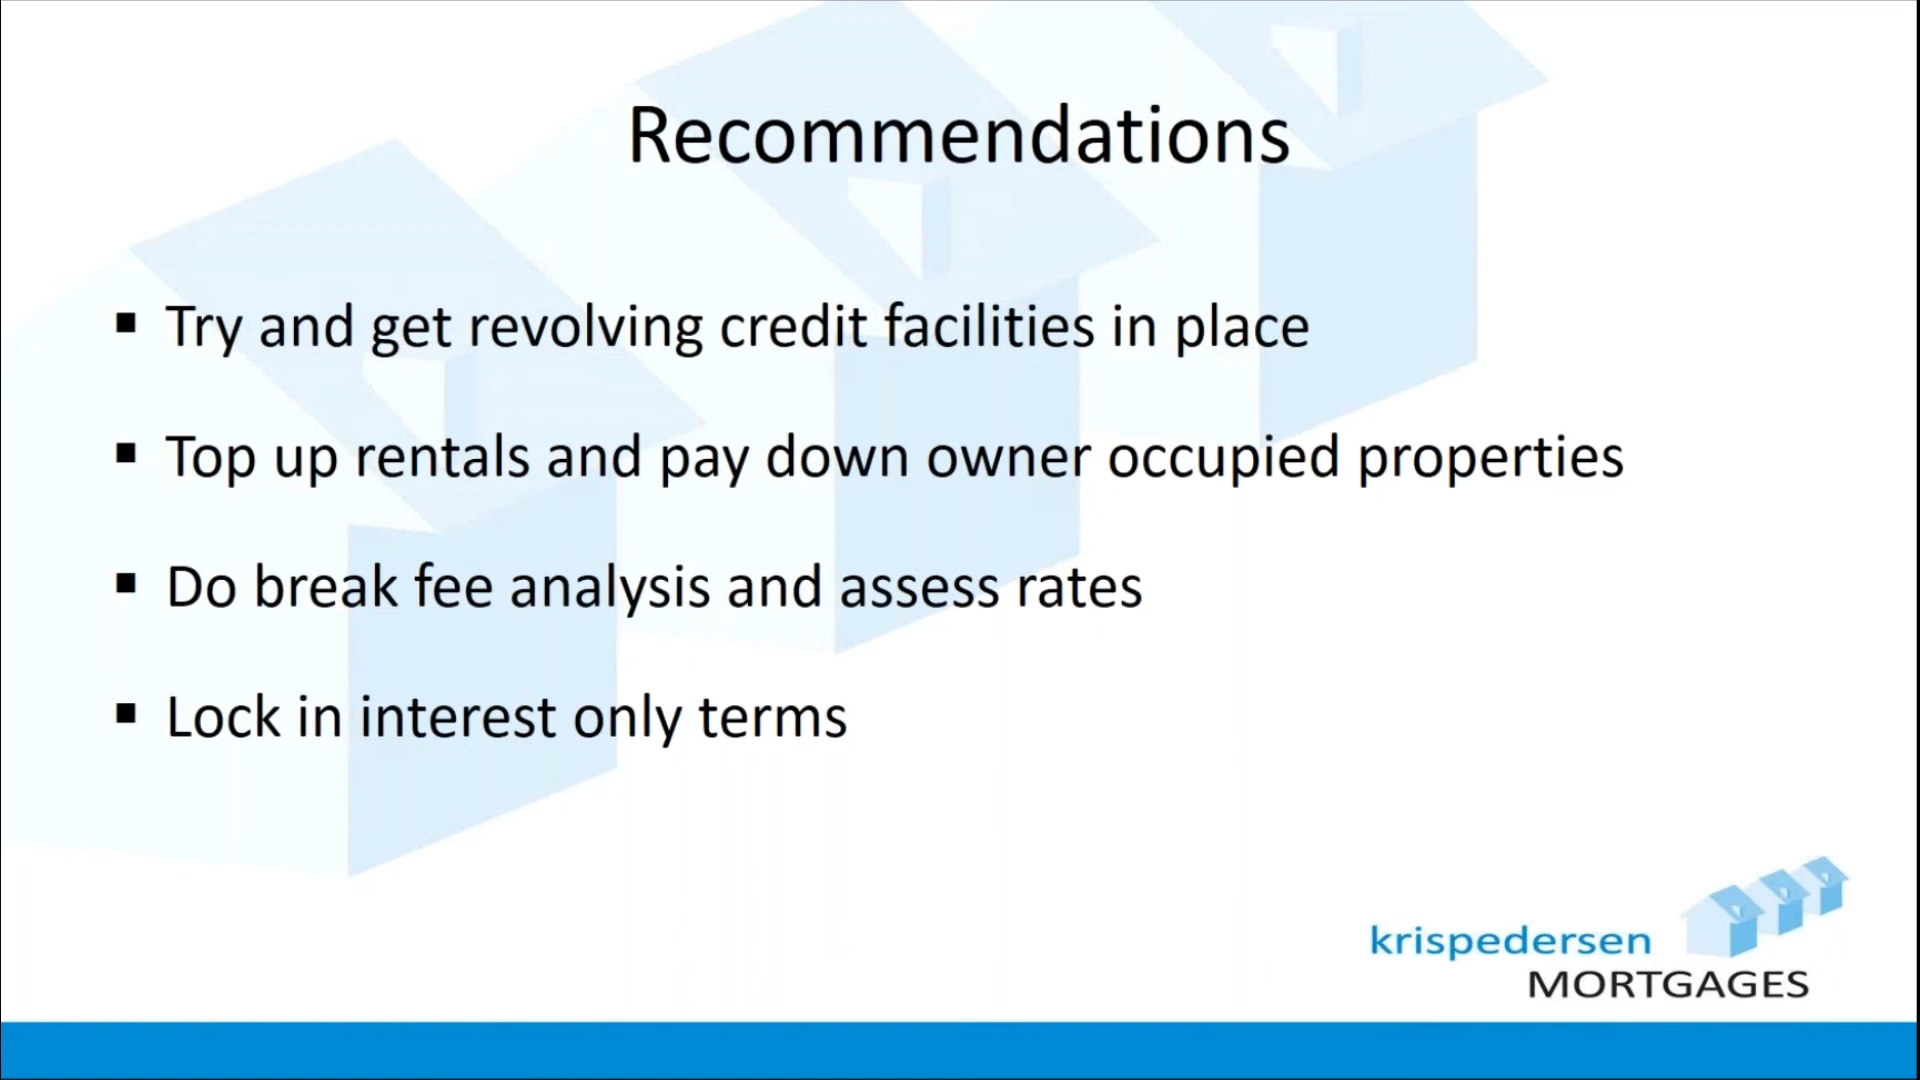 Recommendations
▪ Try and get revolving credit facilities in place
▪ Top up rentals and pay down owner occupied properties
▪ Do break fee analysis and assess rates
▪ Lock in interest only terms
krispedersen
MORTGAGES